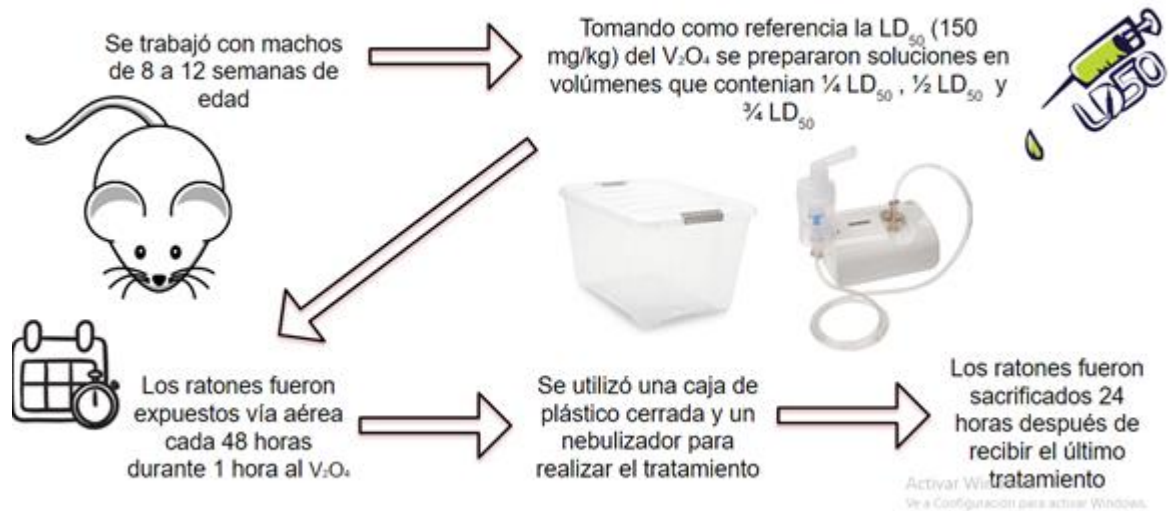 Se trabajó con machos
de 8 a 12 semanas de
edad
Tomando como referencia la LD₅₀ (150
mg/kg) del V₂O₄ se prepararon soluciones en
volúmenes que contenian ¼ LD₅₀ , ½ LD₅₀ y
¾ LD₅₀
LD50
Los ratones fueron
expuestos vía aérea
cada 48 horas
durante 1 hora al V₂O₄
Se utilizó una caja de
plástico cerrada y un
nebulizador para
realizar el tratamiento
Los ratones fueron
sacrificados 24
horas después de
recibir el último
tratamiento
Activar Windows
Ve a Configuración para activar Windows.